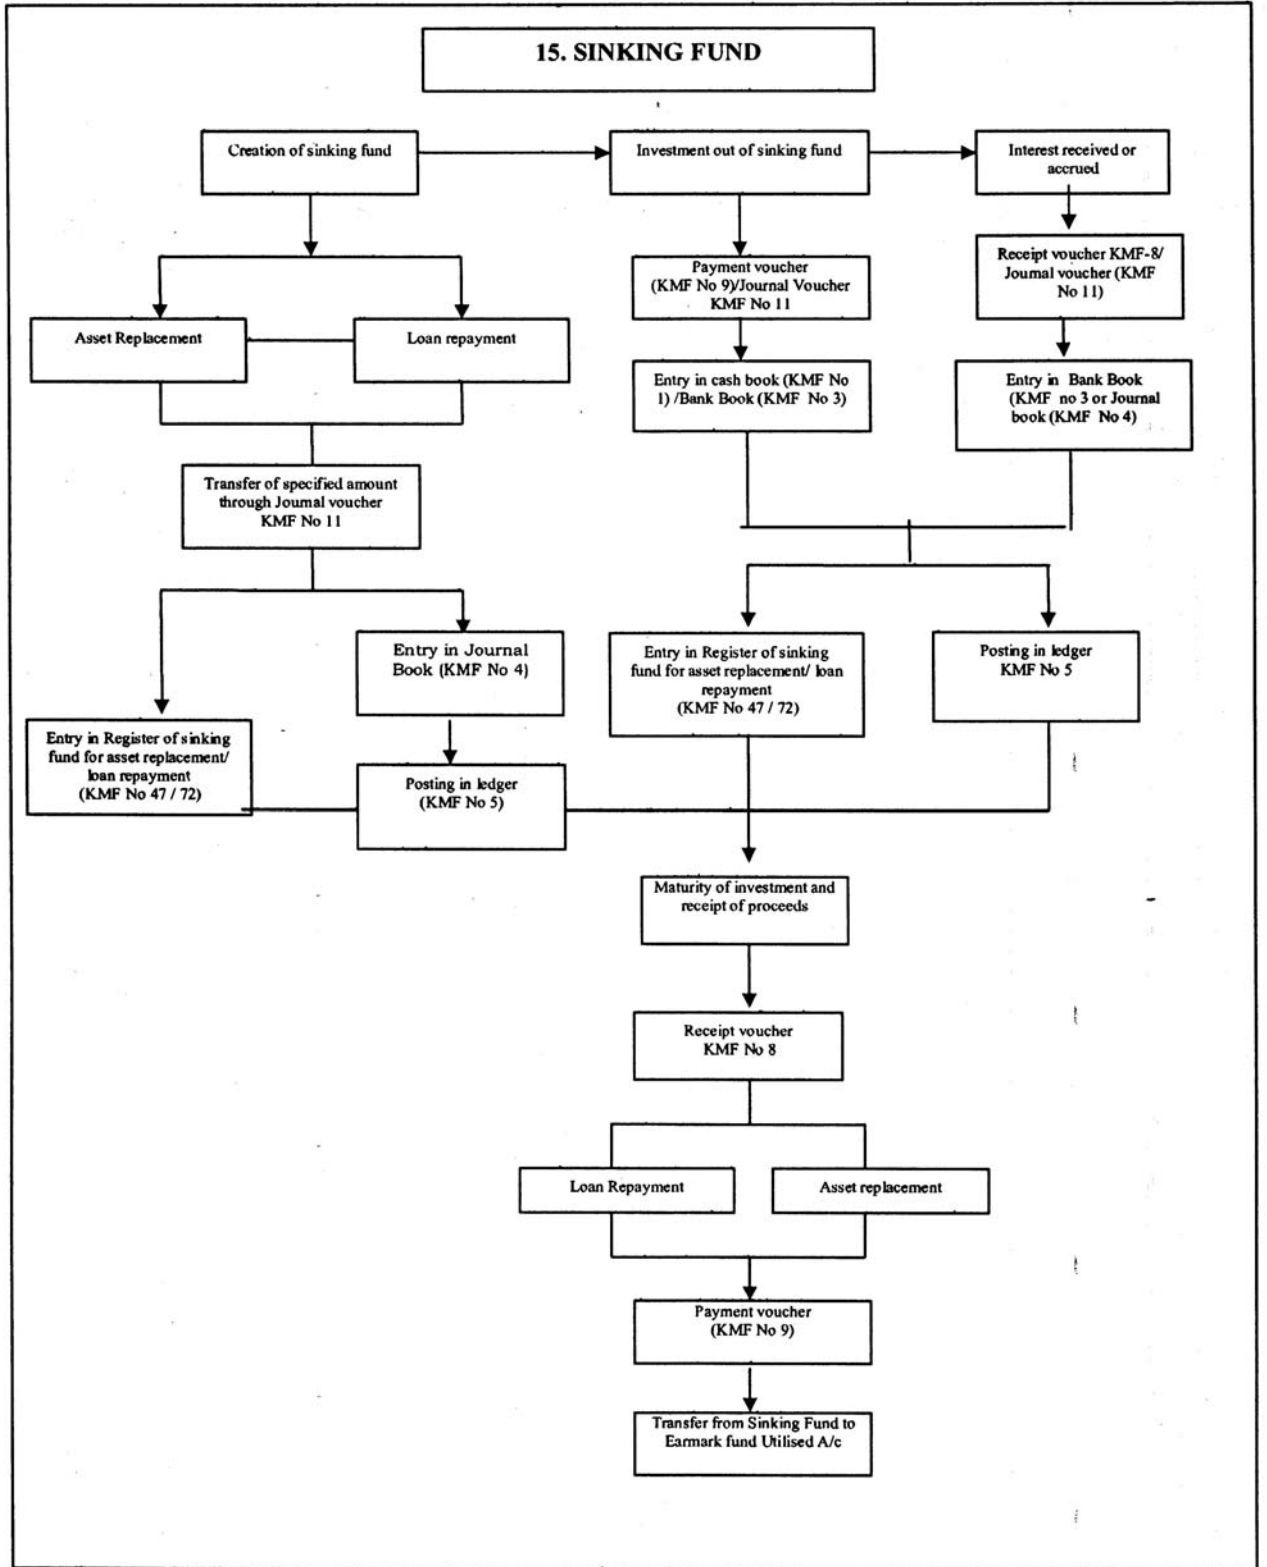 15. SINKING FUND
Creation of sinking fund
Investment out of sinking fund
Interest received or
accrued
Receipt voucher KMF-8/
Journal voucher (KMF
No 11)
Payment voucher
(KMF No 9)/Journal Voucher
KMF No 11
Asset Replacement
Loan repayment
Entry in cash book (KMF No
1) /Bank Book (KMF No 3)
Entry in Bank Book
(KMF no 3 or Journal
book (KMF No 4)
Transfer of specified amount
through Journal voucher
KMF No 11
Entry in Journal
Book (KMF No 4)
Entry in Register of sinking
fund for asset replacement/ loan
repayment
(KMF No 47 / 72)
Posting in ledger
KMF No 5
Entry in Register of sinking
fund for asset replacement/
loan repayment
(KMF No 47 / 72)
Posting in ledger
(KMF No 5)
Maturity of investment and
receipt of proceeds
Receipt voucher
KMF No 8
Loan Repayment
Asset replacement
Payment voucher
(KMF No 9)
Transfer from Sinking Fund to
Earmark fund Utilised A/c